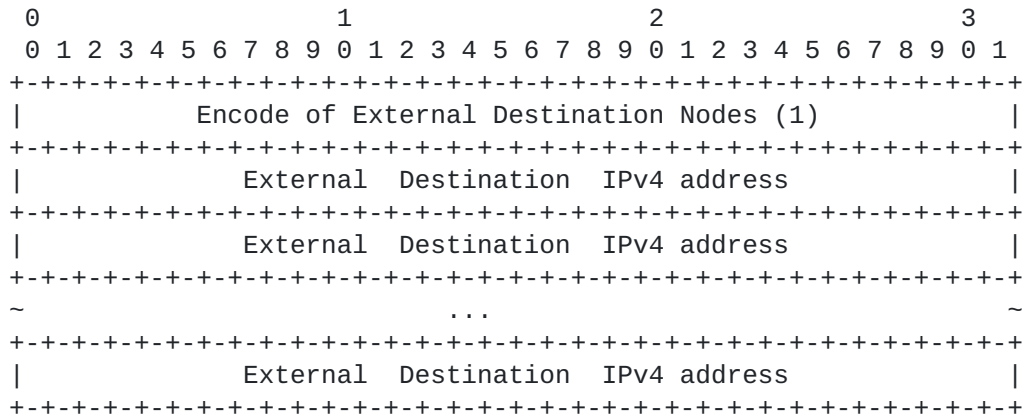 0                   1                   2                   3
 0 1 2 3 4 5 6 7 8 9 0 1 2 3 4 5 6 7 8 9 0 1 2 3 4 5 6 7 8 9 0 1
+-+-+-+-+-+-+-+-+-+-+-+-+-+-+-+-+-+-+-+-+-+-+-+-+-+-+-+-+-+-+-+-+
|           Encode of External Destination Nodes (1)            |
+-+-+-+-+-+-+-+-+-+-+-+-+-+-+-+-+-+-+-+-+-+-+-+-+-+-+-+-+-+-+-+-+
|              External  Destination  IPv4 address              |
+-+-+-+-+-+-+-+-+-+-+-+-+-+-+-+-+-+-+-+-+-+-+-+-+-+-+-+-+-+-+-+-+
|              External  Destination  IPv4 address              |
+-+-+-+-+-+-+-+-+-+-+-+-+-+-+-+-+-+-+-+-+-+-+-+-+-+-+-+-+-+-+-+-+
~                           ...                                 ~
+-+-+-+-+-+-+-+-+-+-+-+-+-+-+-+-+-+-+-+-+-+-+-+-+-+-+-+-+-+-+-+-+
|              External  Destination  IPv4 address              |
+-+-+-+-+-+-+-+-+-+-+-+-+-+-+-+-+-+-+-+-+-+-+-+-+-+-+-+-+-+-+-+-+